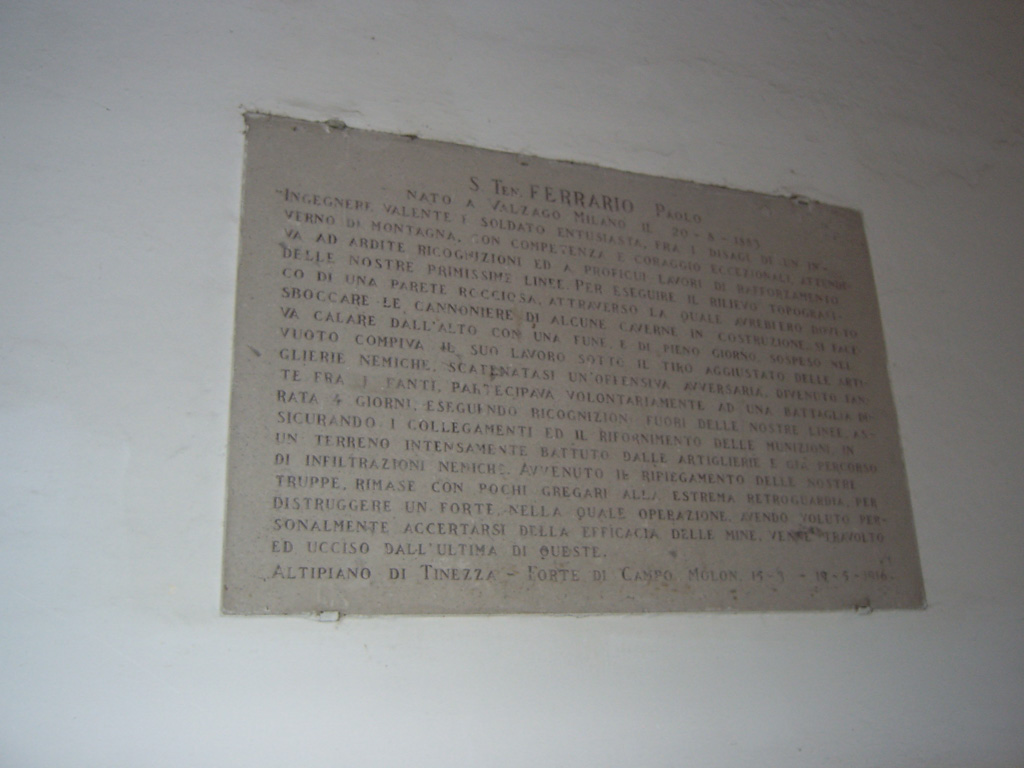 S. TEN. FERRARIO PAOLO
NATO A VALZAGO MILANO IL 20-8-1883
"INGEGNERE VALENTE E SOLDATO ENTUSIASTA, FRA I DISAGI DI UN IN-
VERNO DI MONTAGNA, CON COMPETENZA E CORAGGIO ECCEZIONALI, ATTENDE-
VA AD ARDITE RICOGNIZIONI ED A PROFICUI LAVORI DI RAFFORZAMENTO
DELLE NOSTRE PRIMISSIME LINEE. PER ESEGUIRE IL RILIEVO TOPOGRAFI-
CO DI UNA PARETE ROCCIOSA, ATTRAVERSO LA QUALE AVREBBERO DOVUTO
SBOCCARE LE CANNONIERE DI ALCUNE CAVERNE IN COSTRUZIONE, SI FACE-
VA CALARE DALL'ALTO CON UNA FUNE, E DI PIENO GIORNO, SOSPESO NEL
VUOTO COMPIVA IL SUO LAVORO SOTTO IL TIRO AGGIUSTATO DELLE ARTI-
GLIERIE NEMICHE. SCATENATASI UN'OFFENSIVA AVVERSARIA, DIVENUTO FAN-
TE FRA I FANTI, PARTECIPAVA VOLONTARIAMENTE AD UNA BATTAGLIA DU-
RATA 4 GIORNI, ESEGUENDO RICOGNIZIONI FUORI DELLE NOSTRE LINEE, AS-
SICURANDO I COLLEGAMENTI ED IL RIFORNIMENTO DELLE MUNIZIONI, IN
UN TERRENO INTENSAMENTE BATTUTO DALLE ARTIGLIERIE E GIÀ PERCORSO
DI INFILTRAZIONI NEMICHE. AVVENUTO IL RIPIEGAMENTO DELLE NOSTRE
TRUPPE, RIMASE CON POCHI GREGARI ALLA ESTREMA RETROGUARDIA, PER
DISTRUGGERE UN FORTE, NELLA QUALE OPERAZIONE, AVENDO VOLUTO PER-
SONALMENTE ACCERTARSI DELLA EFFICACIA DELLE MINE, VENNE TRAVOLTO
ED UCCISO DALL'ULTIMA DI QUESTE.
ALTIPIANO DI TINEZZA - FORTE DI CAMPO MOLON, 15-5 - 18-5-1916"